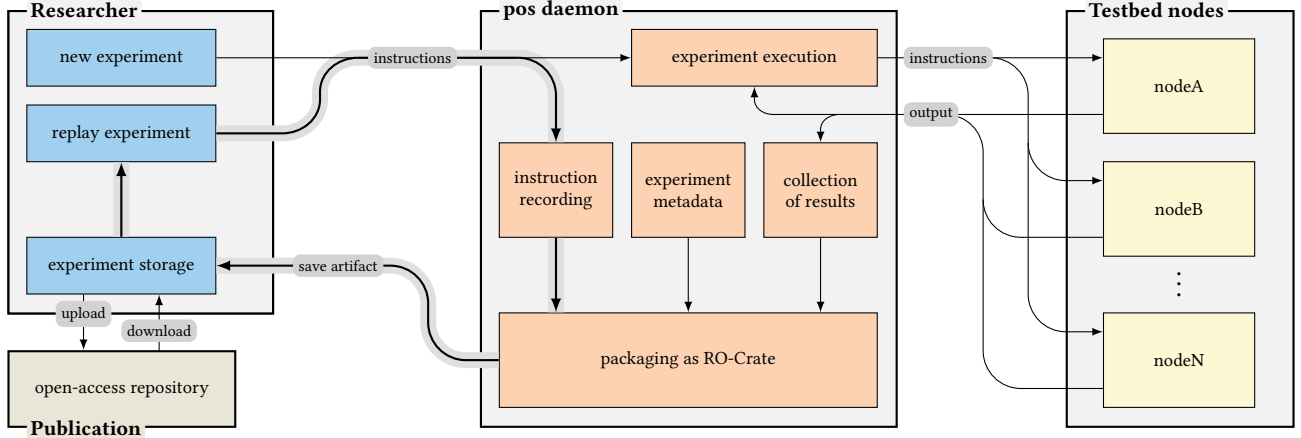 Researcher
pos daemon
Testbed nodes
new experiment
instructions
experiment execution
instructions
nodeA
output
replay experiment
instruction
recording
experiment
metadata
collection
of results
nodeB
experiment storage
save artifact
upload
download
packaging as RO-Crate
nodeN
open-access repository
Publication